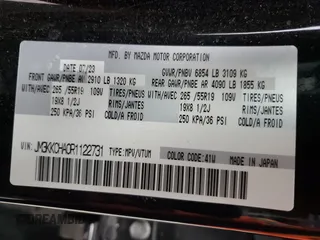 MFD. BY MAZDA MOTOR CORPORATION
DATE 07/23
GVWR/PNBV 6854 LB 3109 KG
FRONT GAWR/PNBE AV 2910 LB 1320 KG
REAR GAWR/PNBE AR 4090 LB 1855 KG
WITH/AVEC 265/55R19 109V TIRES/PNEUS
WITH/AVEC 265/55R19 109V TIRES/PNEUS
19X8 1/2J RIMS/JANTES
19X8 1/2J RIMS/JANTES
250 KPA/36 PSI COLD/A FROID
250 KPA/36 PSI COLD/A FROID
VIN: JM3KKCHA0R1122731 TYPE:MPV/VTUM
COLOR CODE:41W MADE IN JAPAN